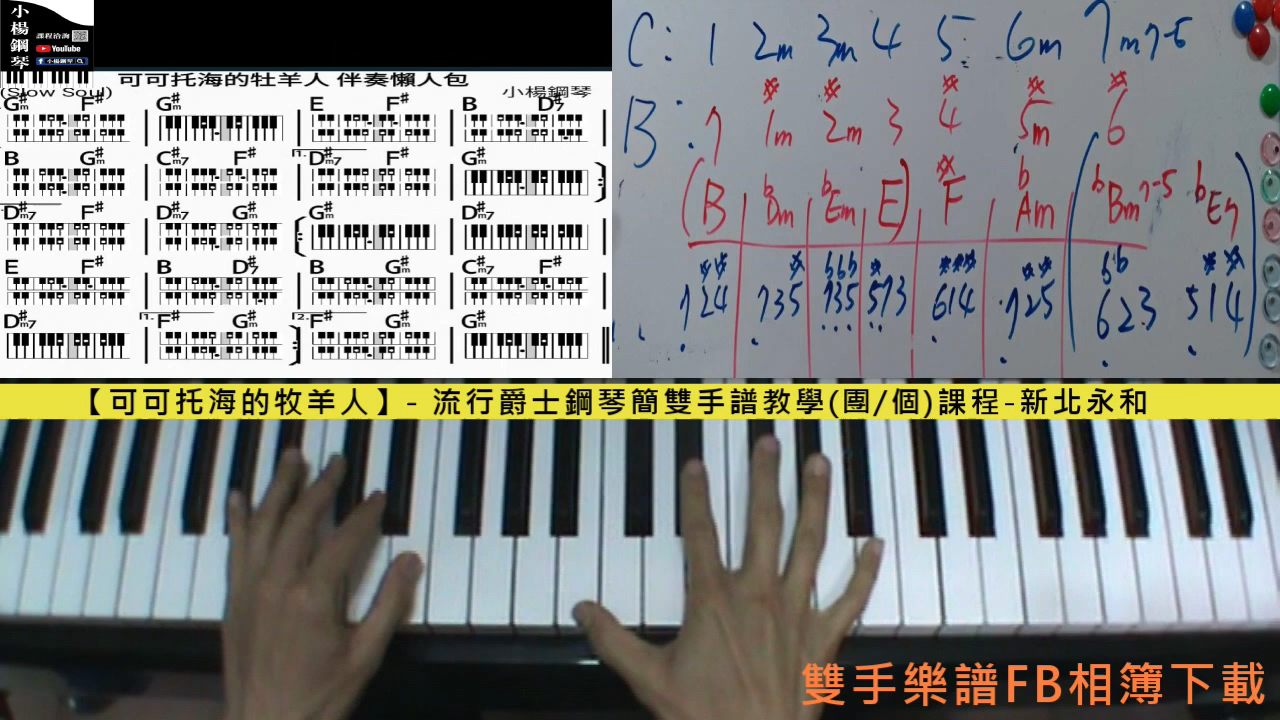 小楊鋼琴
課程洽詢
YouTube
小楊鋼琴
可可托海的牡羊人 伴奏懶人包
(Slow Soul)
小楊鋼琴
G#m F# G#m E F# B D#7
B G#m C#m7 F# 1. D#m7 F# G#m
D#m7 F# D#m7 G#m G#m D#m7
E F# B D# B G#m C#m7 F#
D#m7 1. F# G#m 2. F# G#m G#m
C: 1 2m 3m 4 5 6m 7m7-5
B: 7 #1m #2m 3 #4 #5m #6
(B bDm bEm E) #F bAm (bBm7-5 bE7)
【可可托海的牧羊人】- 流行爵士鋼琴簡雙手譜教學(團/個)課程-新北永和
雙手樂譜FB相簿下載